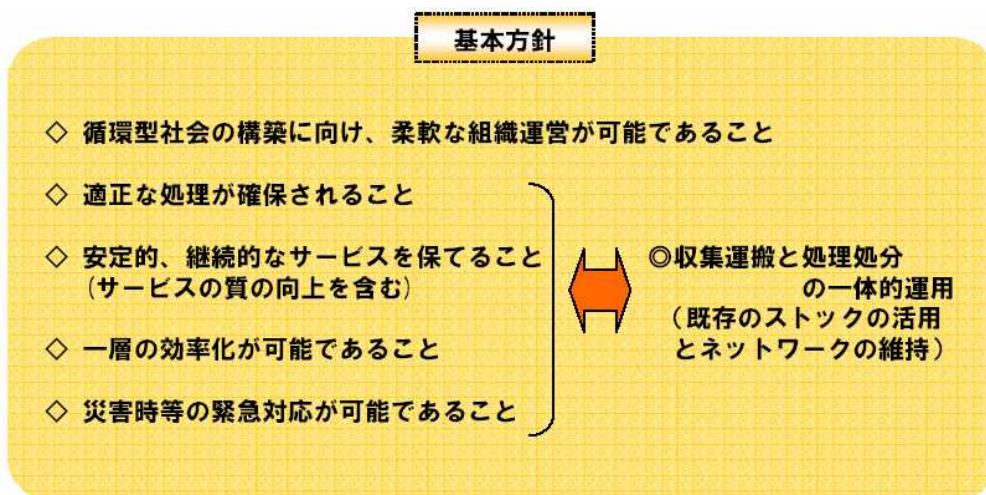 基本方針
◇ 循環型社会の構築に向け、柔軟な組織運営が可能であること
◇ 適正な処理が確保されること
◇ 安定的、継続的なサービスを保てること
（サービスの質の向上を含む）
◇ 一層の効率化が可能であること
◇ 災害時等の緊急対応が可能であること
◎収集運搬と処理処分
の一体的運用
（既存のストックの活用
とネットワークの維持）